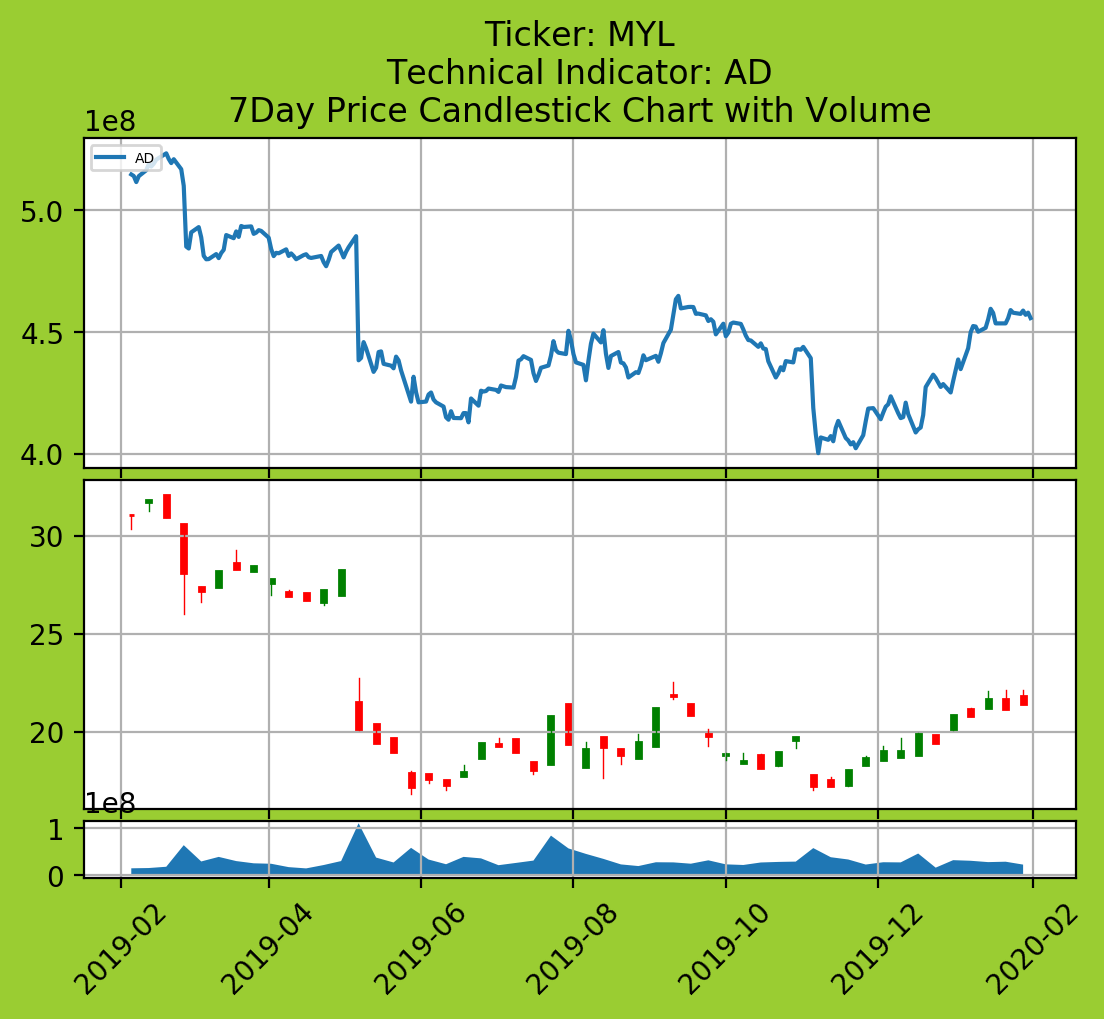 Ticker: MYL
Technical Indicator: AD
7Day Price Candlestick Chart with Volume
1e8
AD
5.0
4.5
4.0
30
25
20
1e8
1
0
2019-02
2019-04
2019-06
2019-08
2019-10
2019-12
2020-02